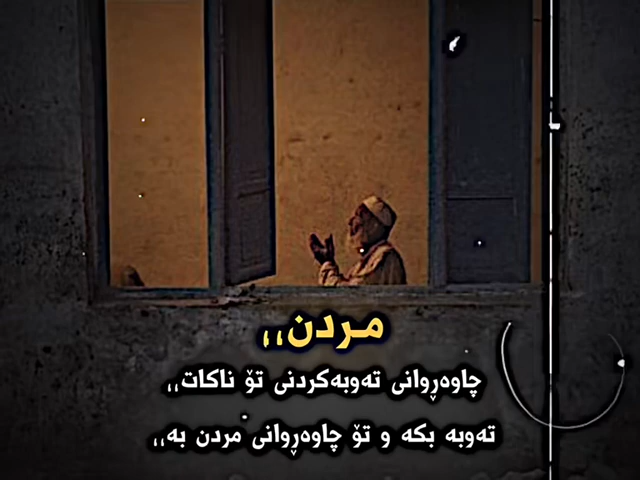 مردن,,
چاوەڕوانی تەوبەکردنی تۆ ناکات,,
تەوبە بکە و تۆ چاوەڕوانی مردن بە,,